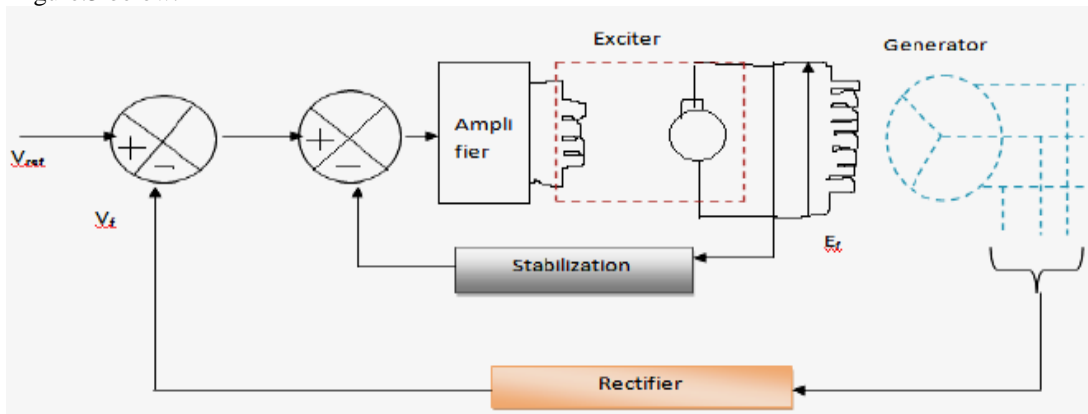 Exciter
Generator
Ampli
fier
+
−
+
−
Vref
Vf
Ef
Stabilization
Rectifier